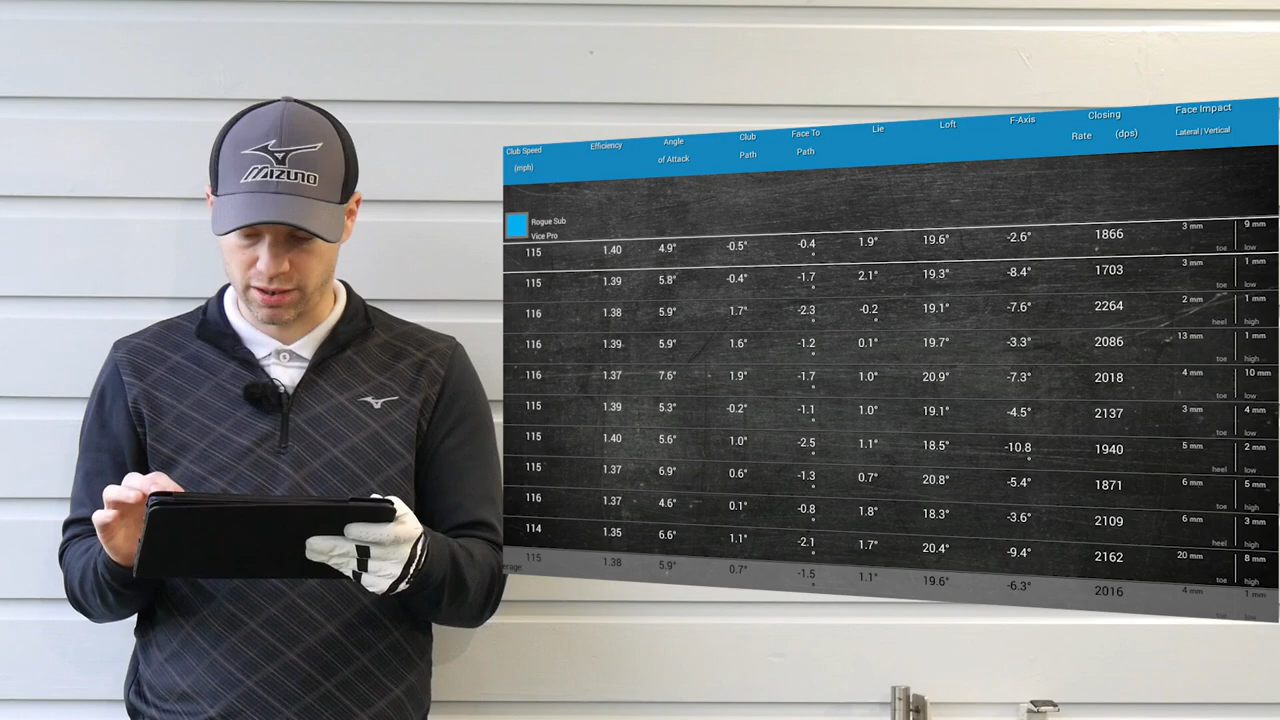 MIZUNO
Club Speed Efficiency Angle Club Face To Lie Loft F-Axis Closing Face Impact
(mph) of Attack Path Path Rate (dps) Lateral | Vertical
Rogue Sub
Vice Pro
115 1.40 4.9° -0.5° -0.4° 1.9° 19.6° -2.6° 1866 3 mm toe 9 mm low
115 1.39 5.8° -0.4° -1.7° 2.1° 19.3° -8.4° 1703 3 mm toe 1 mm low
116 1.38 5.9° 1.7° -2.3° -0.2° 19.1° -7.6° 2264 2 mm heel 1 mm high
116 1.39 5.9° 1.6° -1.2° 0.1° 19.7° -3.3° 2086 13 mm toe 1 mm high
116 1.37 7.6° 1.9° -1.7° 1.0° 20.9° -7.3° 2018 4 mm toe 10 mm high
115 1.39 5.3° -0.2° -1.1° 1.0° 19.1° -4.5° 2137 3 mm toe 4 mm low
115 1.40 5.6° 1.0° -2.5° 1.1° 18.5° -10.8° 1940 5 mm heel 2 mm low
115 1.37 6.9° 0.6° -1.3° 0.7° 20.8° -5.4° 1871 6 mm toe 5 mm high
116 1.37 4.6° 0.1° -0.8° 1.8° 18.3° -3.6° 2109 6 mm heel 3 mm high
114 1.35 6.6° 1.1° -2.1° 1.7° 20.4° -9.4° 2162 20 mm toe 8 mm high
erage 115 1.38 5.9° 0.7° -1.5° 1.1° 19.6° -6.3° 2016 4 mm toe 1 mm low